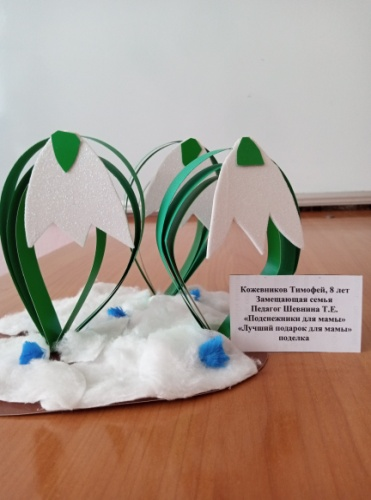 Кожевников Тимофей, 8 лет
Замещающая семья
Педагог Шевнина Т.Е.
«Подснежники для мамы»
«Лучший подарок для мамы»
поделка